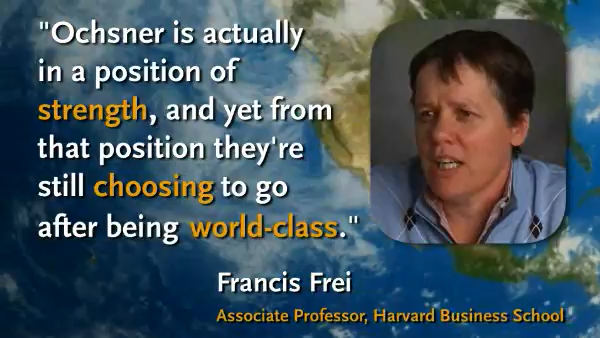 "Ochsner is actually
in a position of
strength, and yet from
that position they're
still choosing to go
after being world-class."
Francis Frei
Associate Professor, Harvard Business School